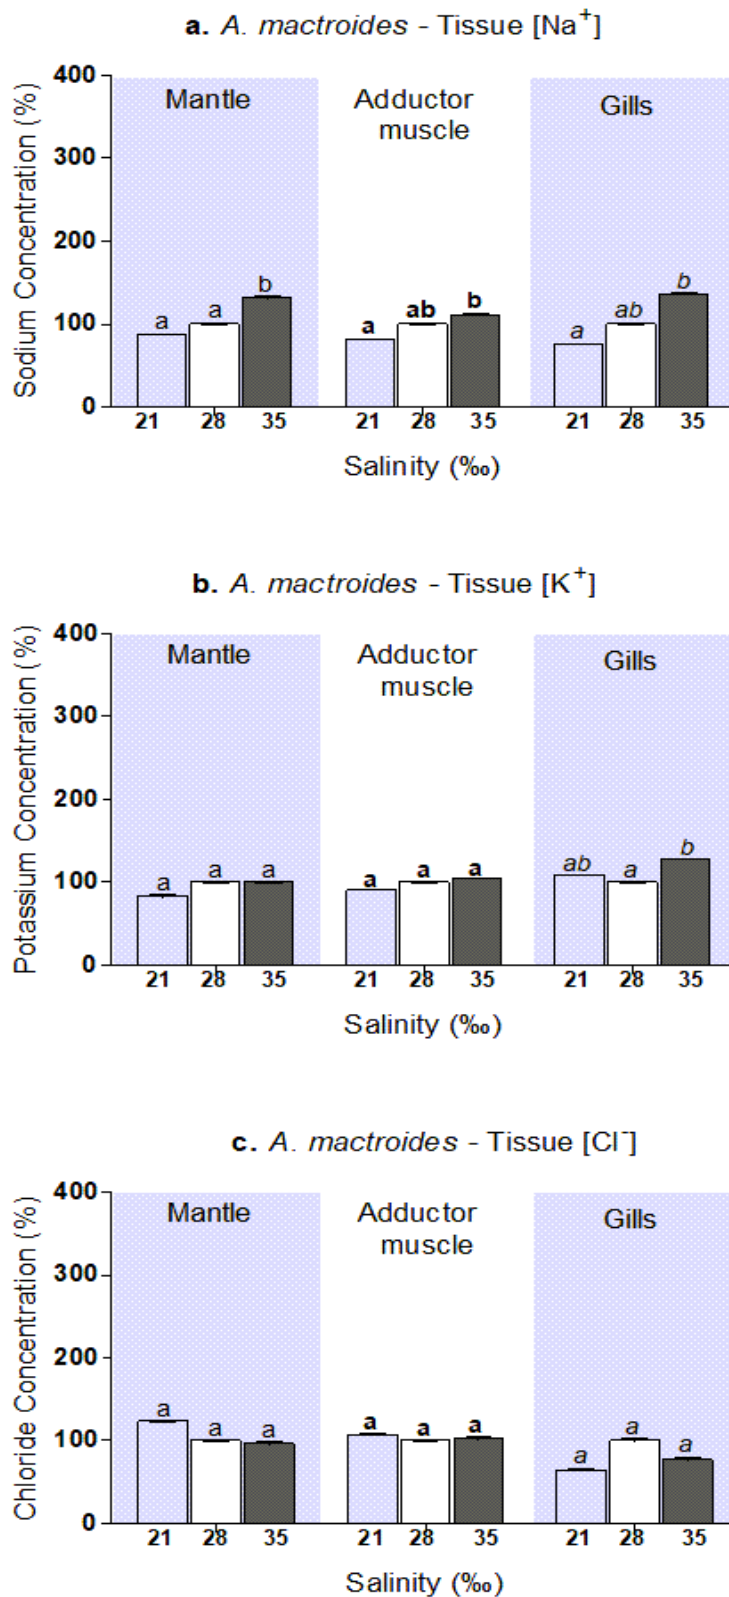 a. A. mactroides - Tissue [Na⁺]
Sodium Concentration (%)
400
300
200
100
0
Mantle
Adductor
muscle
Gills
a a b
a ab b
a ab b
21 28 35 21 28 35 21 28 35
Salinity (‰)
b. A. mactroides - Tissue [K⁺]
Potassium Concentration (%)
400
300
200
100
0
Mantle
Adductor
muscle
Gills
a a a
a a a
ab a b
21 28 35 21 28 35 21 28 35
Salinity (‰)
c. A. mactroides - Tissue [Cl⁻]
Chloride Concentration (%)
400
300
200
100
0
Mantle
Adductor
muscle
Gills
a a a
a a a
a a a
21 28 35 21 28 35 21 28 35
Salinity (‰)